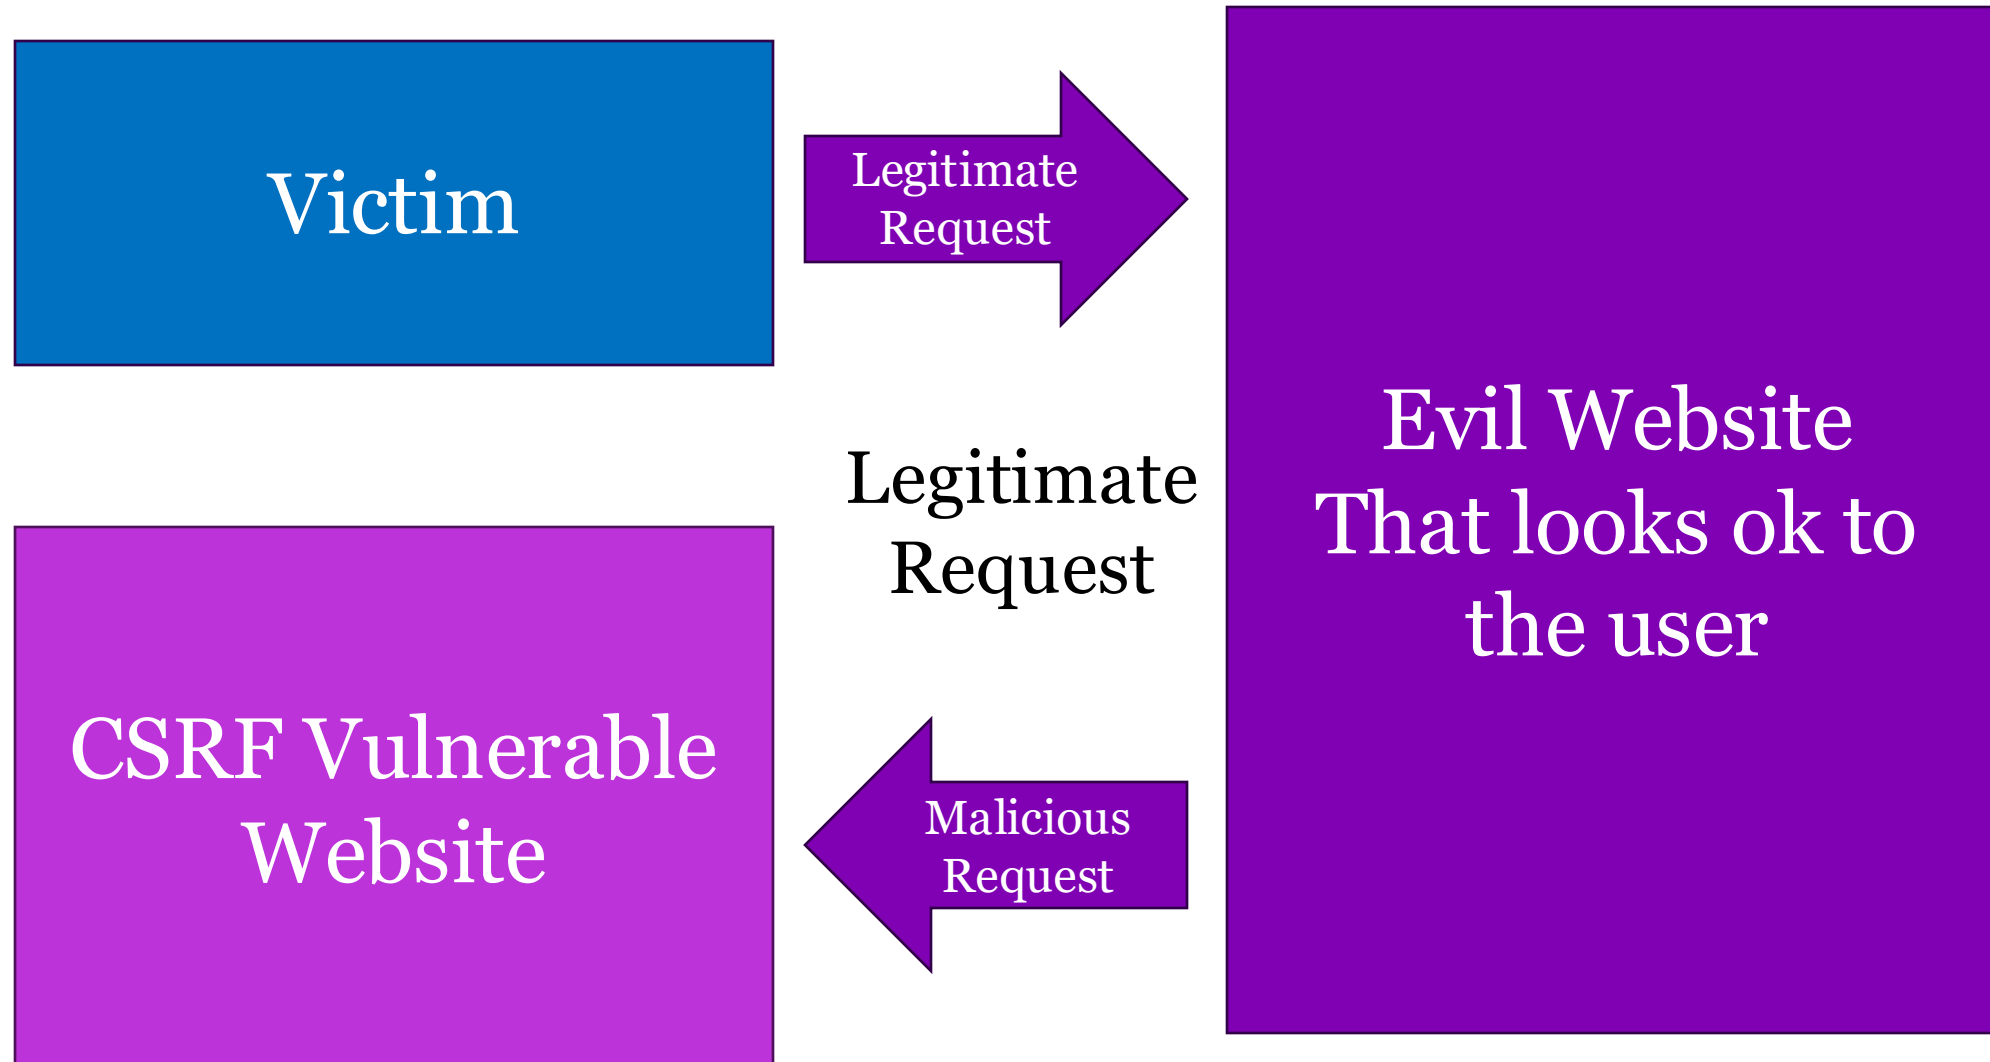 Victim
Legitimate
Request
Evil Website
That looks ok to
the user
Legitimate
Request
CSRF Vulnerable
Website
Malicious
Request